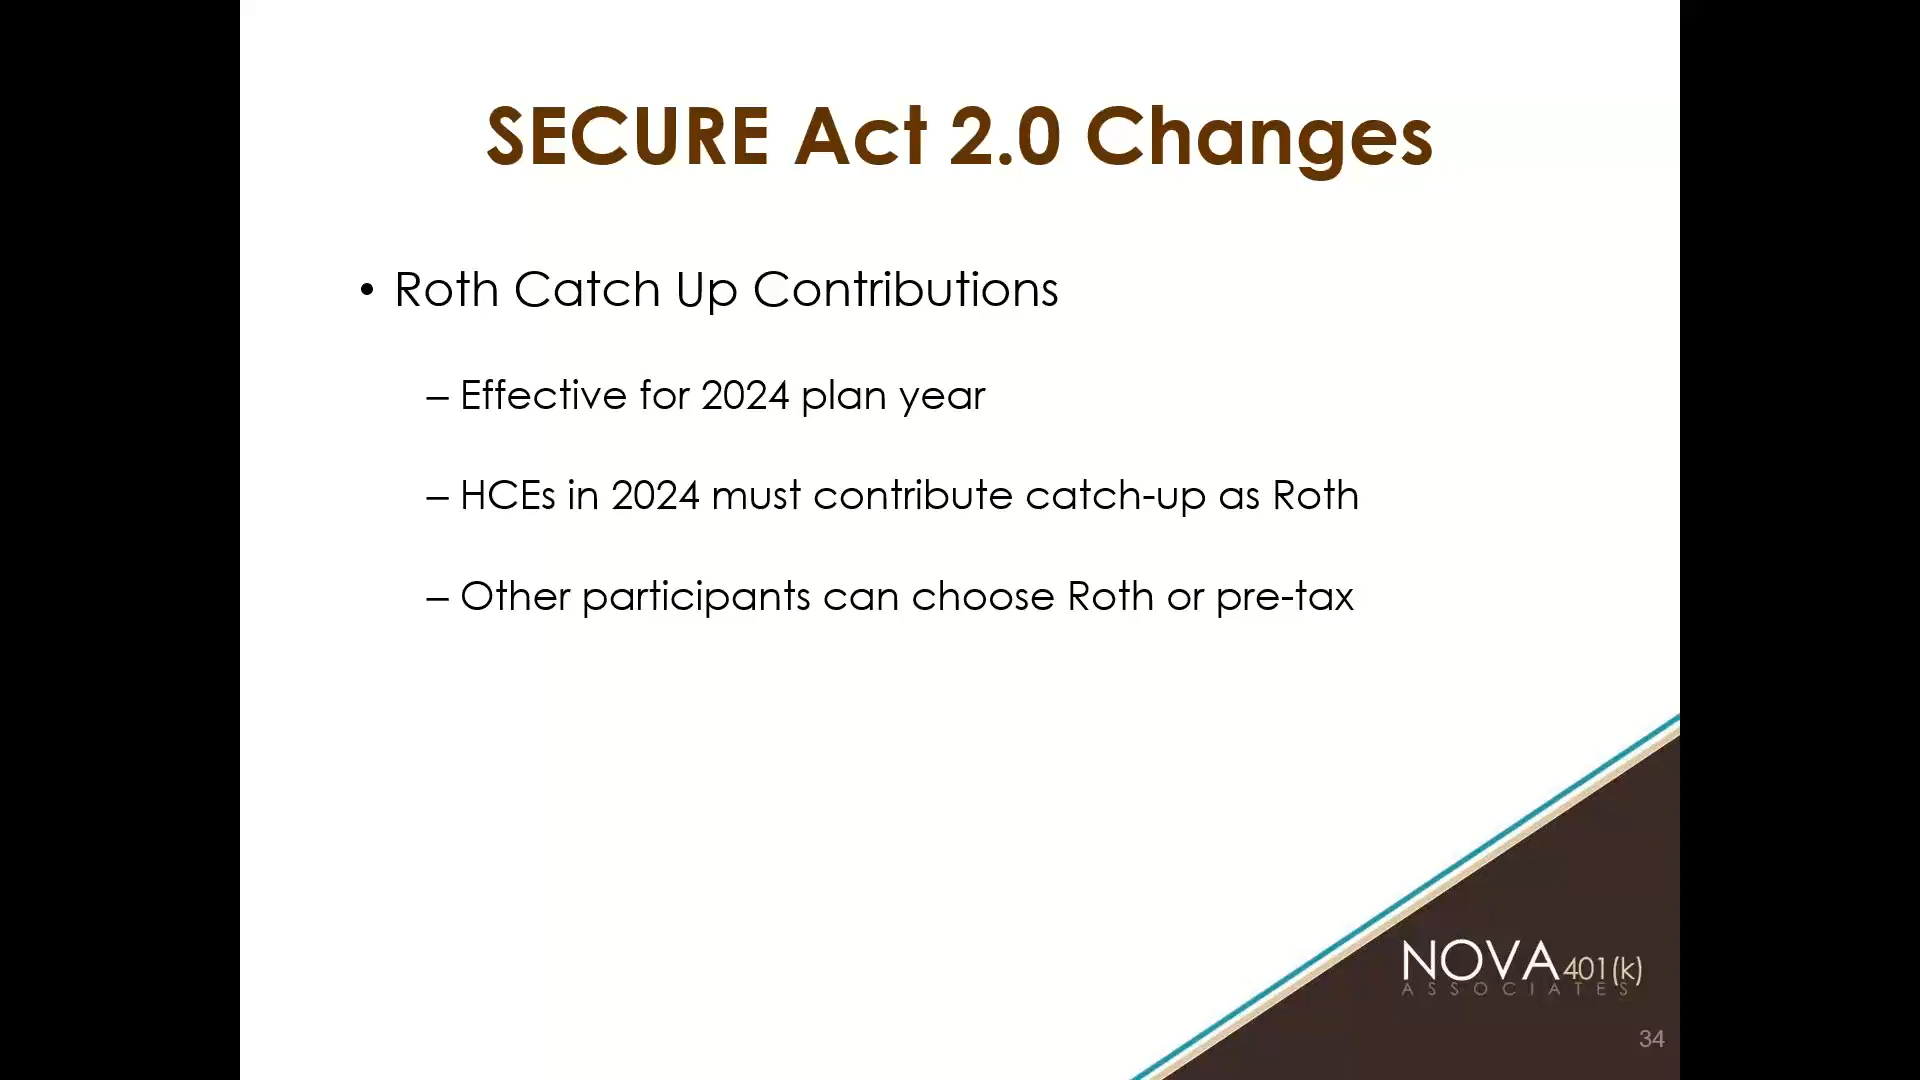 SECURE Act 2.0 Changes
• Roth Catch Up Contributions
– Effective for 2024 plan year
– HCEs in 2024 must contribute catch-up as Roth
– Other participants can choose Roth or pre-tax
NOVA 401(k)
ASSOCIATES
34